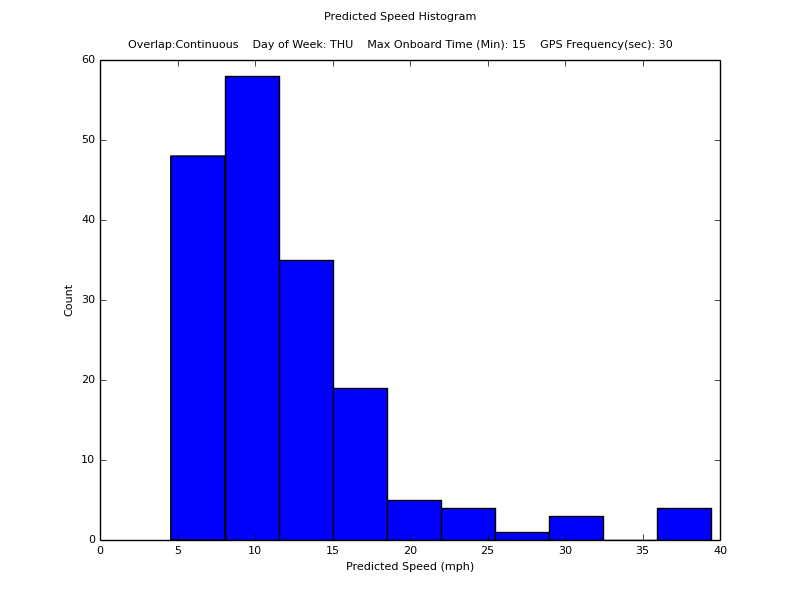 Predicted Speed Histogram
Overlap:Continuous    Day of Week: THU    Max Onboard Time (Min): 15    GPS Frequency(sec): 30
60
50
40
30
20
10
0
Count
0 5 10 15 20 25 30 35 40
Predicted Speed (mph)